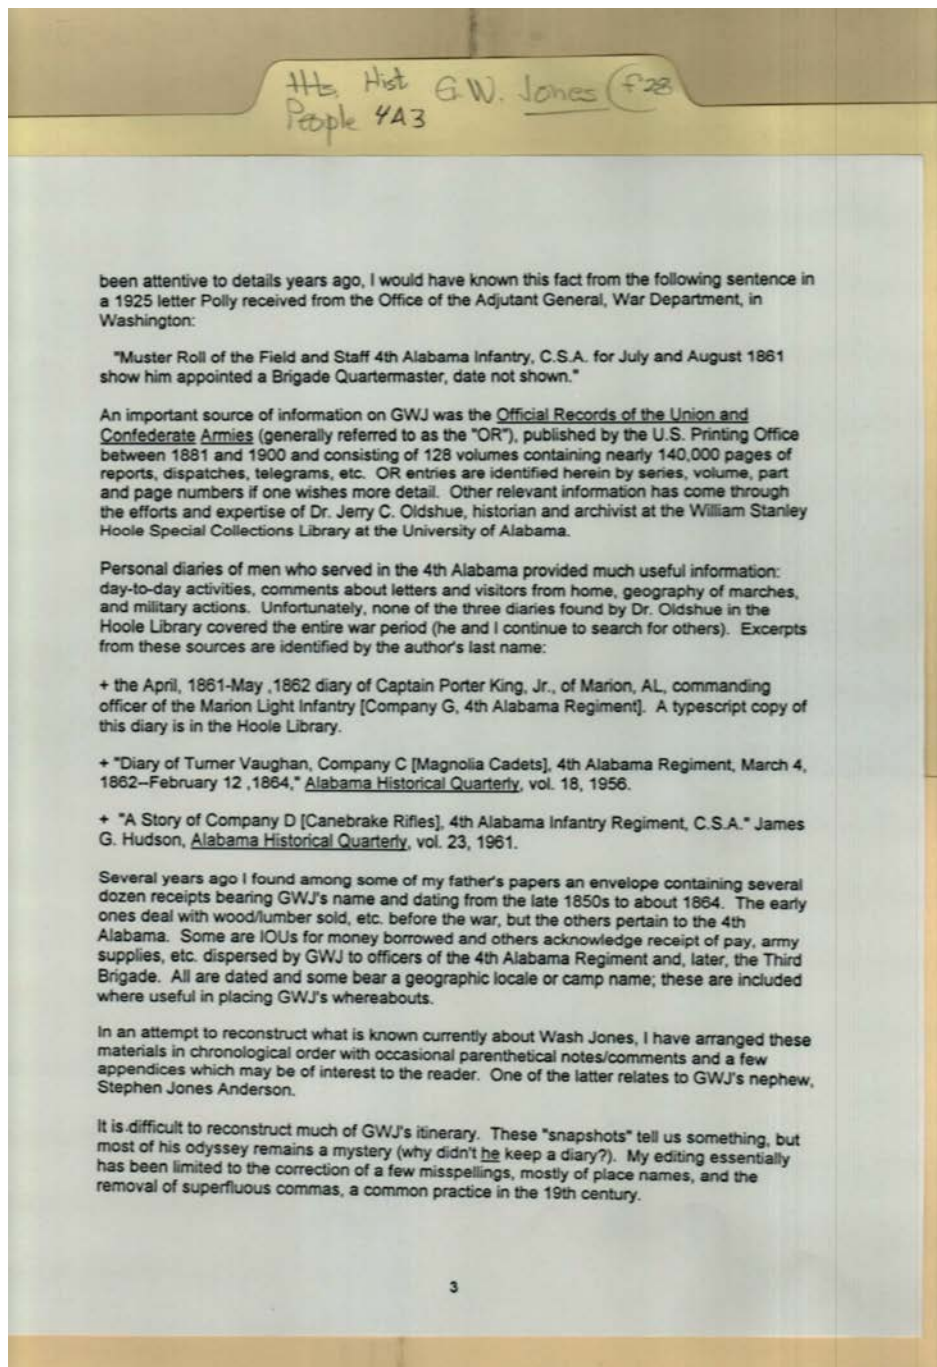 Hts, Hist G.W. Jones (f28
People 4A3
been attentive to details years ago, I would have known this fact from the following sentence in
a 1925 letter Polly received from the Office of the Adjutant General, War Department, in
Washington:
"Muster Roll of the Field and Staff 4th Alabama Infantry, C.S.A. for July and August 1861
show him appointed a Brigade Quartermaster, date not shown."
An important source of information on GWJ was the Official Records of the Union and
Confederate Armies (generally referred to as the "OR"), published by the U.S. Printing Office
between 1881 and 1900 and consisting of 128 volumes containing nearly 140,000 pages of
reports, dispatches, telegrams, etc. OR entries are identified herein by series, volume, part
and page numbers if one wishes more detail. Other relevant information has come through
the efforts and expertise of Dr. Jerry C. Oldshue, historian and archivist at the William Stanley
Hoole Special Collections Library at the University of Alabama.
Personal diaries of men who served in the 4th Alabama provided much useful information:
day-to-day activities, comments about letters and visitors from home, geography of marches,
and military actions. Unfortunately, none of the three diaries found by Dr. Oldshue in the
Hoole Library covered the entire war period (he and I continue to search for others). Excerpts
from these sources are identified by the author's last name:
+ the April, 1861-May ,1862 diary of Captain Porter King, Jr., of Marion, AL, commanding
officer of the Marion Light Infantry [Company G, 4th Alabama Regiment]. A typescript copy of
this diary is in the Hoole Library.
+ "Diary of Turner Vaughan, Company C [Magnolia Cadets], 4th Alabama Regiment, March 4,
1862--February 12 ,1864," Alabama Historical Quarterly, vol. 18, 1956.
+ "A Story of Company D [Canebrake Rifles], 4th Alabama Infantry Regiment, C.S.A." James
G. Hudson, Alabama Historical Quarterly, vol. 23, 1961.
Several years ago I found among some of my father's papers an envelope containing several
dozen receipts bearing GWJ's name and dating from the late 1850s to about 1864. The early
ones deal with wood/lumber sold, etc. before the war, but the others pertain to the 4th
Alabama. Some are IOUs for money borrowed and others acknowledge receipt of pay, army
supplies, etc. dispersed by GWJ to officers of the 4th Alabama Regiment and, later, the Third
Brigade. All are dated and some bear a geographic locale or camp name; these are included
where useful in placing GWJ's whereabouts.
In an attempt to reconstruct what is known currently about Wash Jones, I have arranged these
materials in chronological order with occasional parenthetical notes/comments and a few
appendices which may be of interest to the reader. One of the latter relates to GWJ's nephew,
Stephen Jones Anderson.
It is difficult to reconstruct much of GWJ's itinerary. These "snapshots" tell us something, but
most of his odyssey remains a mystery (why didn't he keep a diary?). My editing essentially
has been limited to the correction of a few misspellings, mostly of place names, and the
removal of superfluous commas, a common practice in the 19th century.
3